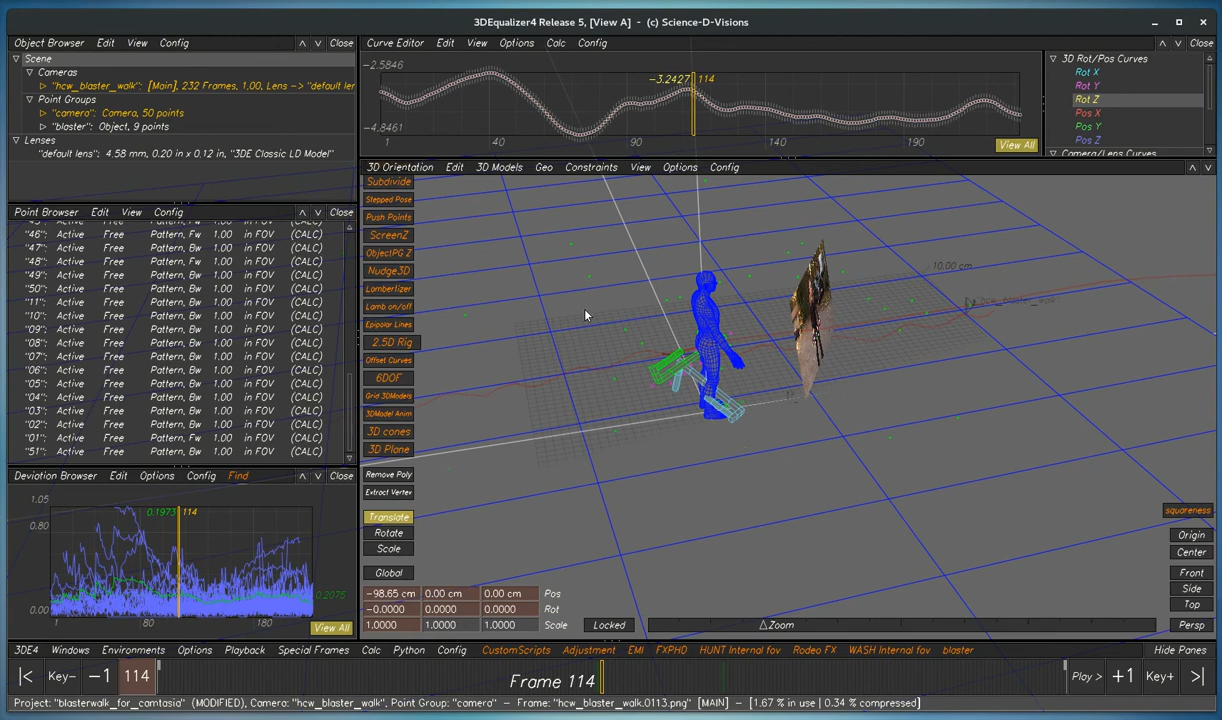 3DEqualizer4 Release 5, [View A]  -  (c) Science-D-Visions
Object Browser Edit View Config Close
Scene
Cameras
"hcw_blaster_walk": [Main], 232 Frames, 1.00, Lens -> "default ler
Point Groups
"camera": Camera, 50 points
"blaster": Object, 9 points
Lenses
"default lens": 4.58 mm, 0.20 in x 0.12 in, "3DE Classic LD Model"
Curve Editor Edit View Options Calc Config Close
-2.5846
-3.2427 114
-4.8461
1 40 90 140 190
View All
3D Rot/Pos Curves
Rot X
Rot Y
Rot Z
Pos X
Pos Y
Pos Z
Camera/Lens Curves
Point Browser Edit View Config Close
"46": Active Free Pattern, Fw 1.00 in FOV (CALC)
"47": Active Free Pattern, Fw 1.00 in FOV (CALC)
"48": Active Free Pattern, Fw 1.00 in FOV (CALC)
"49": Active Free Pattern, Bw 1.00 in FOV (CALC)
"50": Active Free Pattern, Bw 1.00 in FOV (CALC)
"11": Active Free Pattern, Bw 1.00 in FOV (CALC)
"10": Active Free Pattern, Bw 1.00 in FOV (CALC)
"09": Active Free Pattern, Bw 1.00 in FOV (CALC)
"08": Active Free Pattern, Bw 1.00 in FOV (CALC)
"07": Active Free Pattern, Bw 1.00 in FOV (CALC)
"06": Active Free Pattern, Bw 1.00 in FOV (CALC)
"05": Active Free Pattern, Bw 1.00 in FOV (CALC)
"04": Active Free Pattern, Bw 1.00 in FOV (CALC)
"03": Active Free Pattern, Bw 1.00 in FOV (CALC)
"02": Active Free Pattern, Bw 1.00 in FOV (CALC)
"01": Active Free Pattern, Fw 1.00 in FOV (CALC)
"51": Active Free Pattern, Bw 1.00 in FOV (CALC)
3D Orientation Edit 3D Models Geo Constraints View Options Config
Subdivide
Stepped Pose
Push Points
ScreenZ
ObjectPG Z
Nudge3D
Lambertizer
Lamb on/off
Epipolar Lines
2.5D Rig
Offset Curves
6DOF
Grid 3DModels
3DModel Anim
3D cones
3D Plane
Remove Poly
Extract Vertex
Translate
Rotate
Scale
Global
10.00 cm
hcw_blaster_walk
squareness
Origin
Center
Front
Side
Top
Persp
-98.65 cm 0.00 cm 0.00 cm Pos
-0.0000 0.0000 0.0000 Rot
1.0000 1.0000 1.0000 Scale
Locked
Zoom
Deviation Browser Edit Options Config Find Close
1.05
0.80
0.00
0.1973 114
0.2075
1 80 180
View All
3DE4 Windows Environments Options Playback Special Frames Calc Python Config CustomScripts Adjustment EMI FXPHD HUNT Internal fov Rodeo FX WASH Internal fov blaster Hide Panes
|< Key- -1 114 Frame 114 Play > +1 Key+ >|
Project: "blasterwalk_for_camtasia" (MODIFIED), Camera: "hcw_blaster_walk", Point Group: "camera" - Frame: "hcw_blaster_walk.0113.png" [MAIN] - [1.67 % in use | 0.34 % compressed]